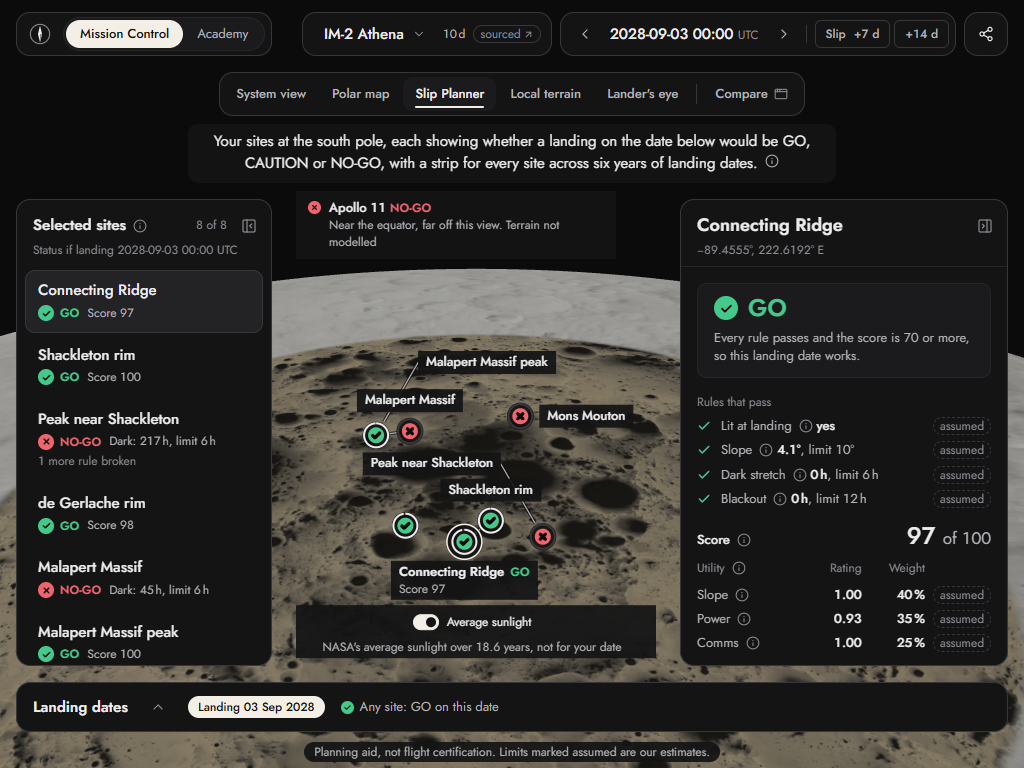 Mission Control
Academy
IM-2 Athena
10 d
sourced ↗
2028-09-03 00:00 UTC
Slip +7 d
+14 d
System view
Polar map
Slip Planner
Local terrain
Lander's eye
Compare
Your sites at the south pole, each showing whether a landing on the date below would be GO,
CAUTION or NO-GO, with a strip for every site across six years of landing dates.
Selected sites
8 of 8
Status if landing 2028-09-03 00:00 UTC
Connecting Ridge
GO Score 97
Shackleton rim
GO Score 100
Peak near Shackleton
NO-GO Dark: 217 h, limit 6 h
1 more rule broken
de Gerlache rim
GO Score 98
Malapert Massif
NO-GO Dark: 45 h, limit 6 h
Malapert Massif peak
GO Score 100
Apollo 11 NO-GO
Near the equator, far off this view. Terrain not
modelled
Malapert Massif peak
Malapert Massif
Mons Mouton
Peak near Shackleton
Shackleton rim
Connecting Ridge GO
Score 97
Average sunlight
NASA's average sunlight over 18.6 years, not for your date
Connecting Ridge
−89.4555°, 222.6192° E
GO
Every rule passes and the score is 70 or more,
so this landing date works.
Rules that pass
Lit at landing yes assumed
Slope 4.1°, limit 10° assumed
Dark stretch 0 h, limit 6 h assumed
Blackout 0 h, limit 12 h assumed
Score 97 of 100
Utility Rating Weight
Slope 1.00 40 % assumed
Power 0.93 35 % assumed
Comms 1.00 25 % assumed
Landing dates
Landing 03 Sep 2028
Any site: GO on this date
Planning aid, not flight certification. Limits marked assumed are our estimates.